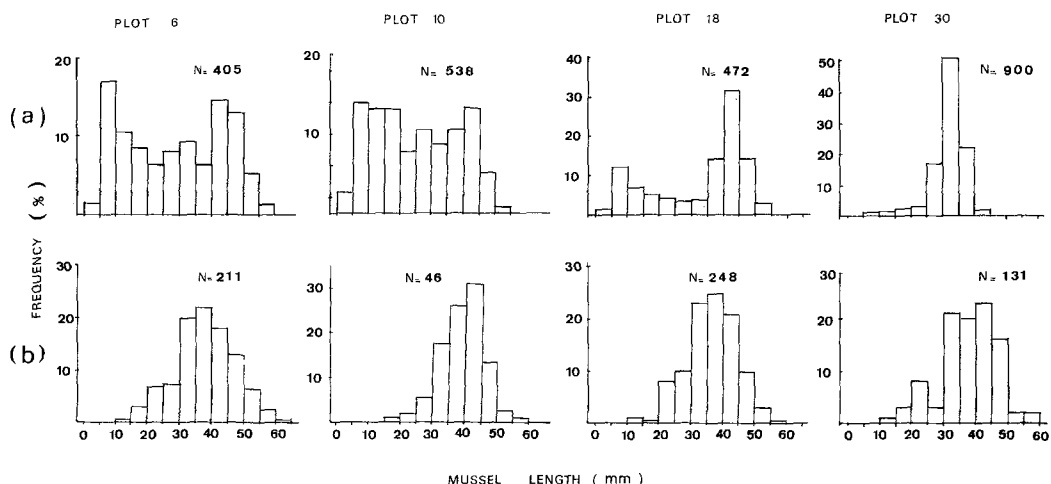 PLOT 6
PLOT 10
PLOT 18
PLOT 30
(a)
20
10
N= 405
20
10
N= 538
40
30
20
10
N= 472
50
40
30
20
10
N= 900
FREQUENCY (%)
(b)
30
20
10
N= 211
0 10 20 30 40 50 60
30
20
10
N= 46
0 10 20 30 40 50 60
30
20
10
N= 248
0 10 20 30 40 50 60
30
20
10
N= 131
0 10 20 30 40 50 60
MUSSEL LENGTH (mm)